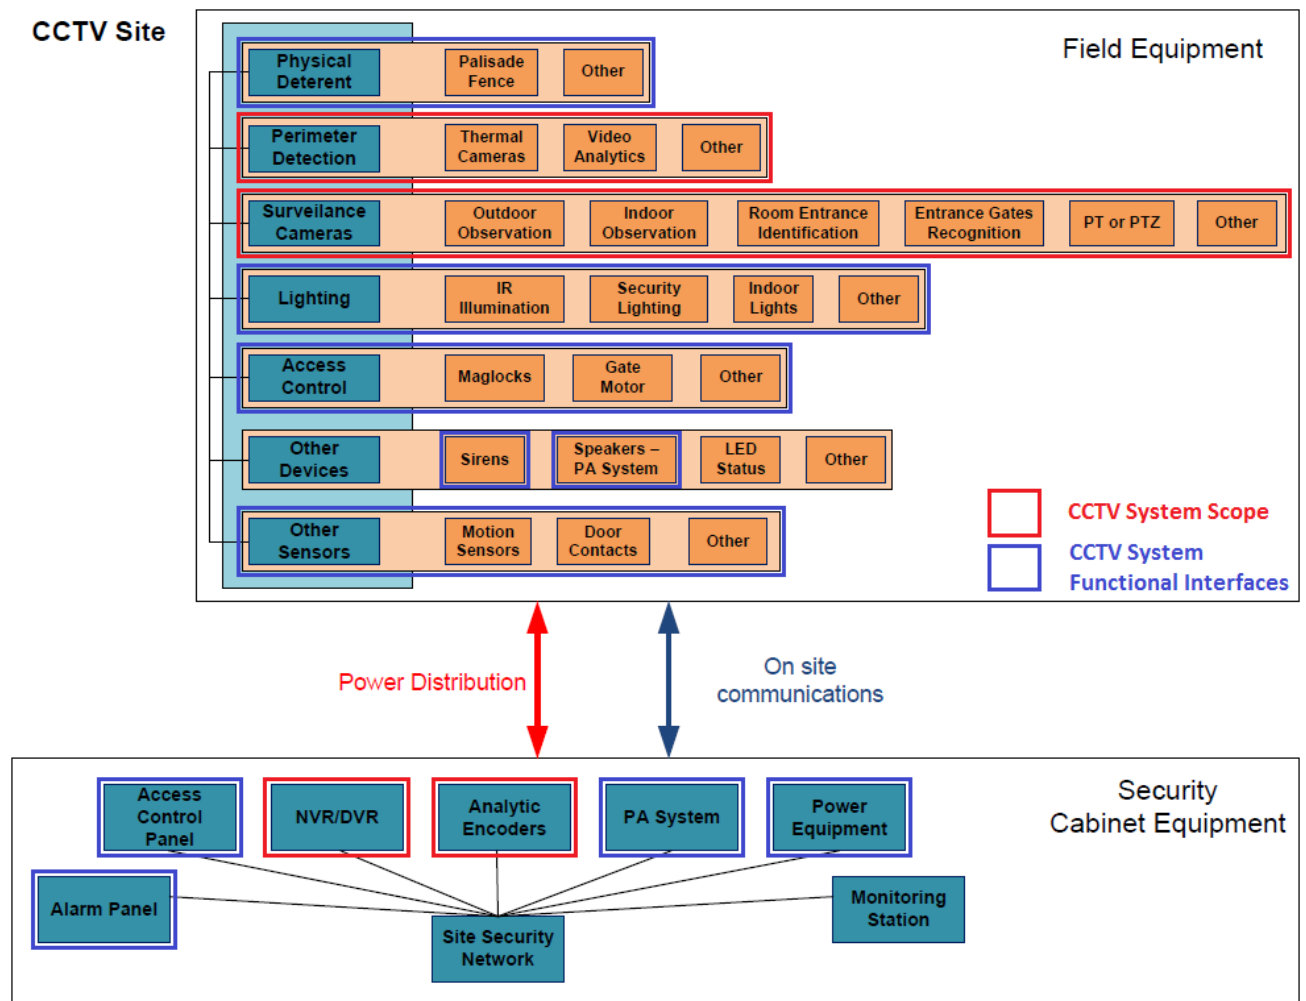 CCTV Site
Field Equipment
Physical
Deterent
Palisade
Fence
Other
Perimeter
Detection
Thermal
Cameras
Video
Analytics
Other
Surveilance
Cameras
Outdoor
Observation
Indoor
Observation
Room Entrance
Identification
Entrance Gates
Recognition
PT or PTZ
Other
Lighting
IR
Illumination
Security
Lighting
Indoor
Lights
Other
Access
Control
Maglocks
Gate
Motor
Other
Other
Devices
Sirens
Speakers –
PA System
LED
Status
Other
Other
Sensors
Motion
Sensors
Door
Contacts
Other
CCTV System Scope
CCTV System
Functional Interfaces
Power Distribution
On site
communications
Security
Cabinet Equipment
Access
Control
Panel
NVR/DVR
Analytic
Encoders
PA System
Power
Equipment
Alarm Panel
Site Security
Network
Monitoring
Station